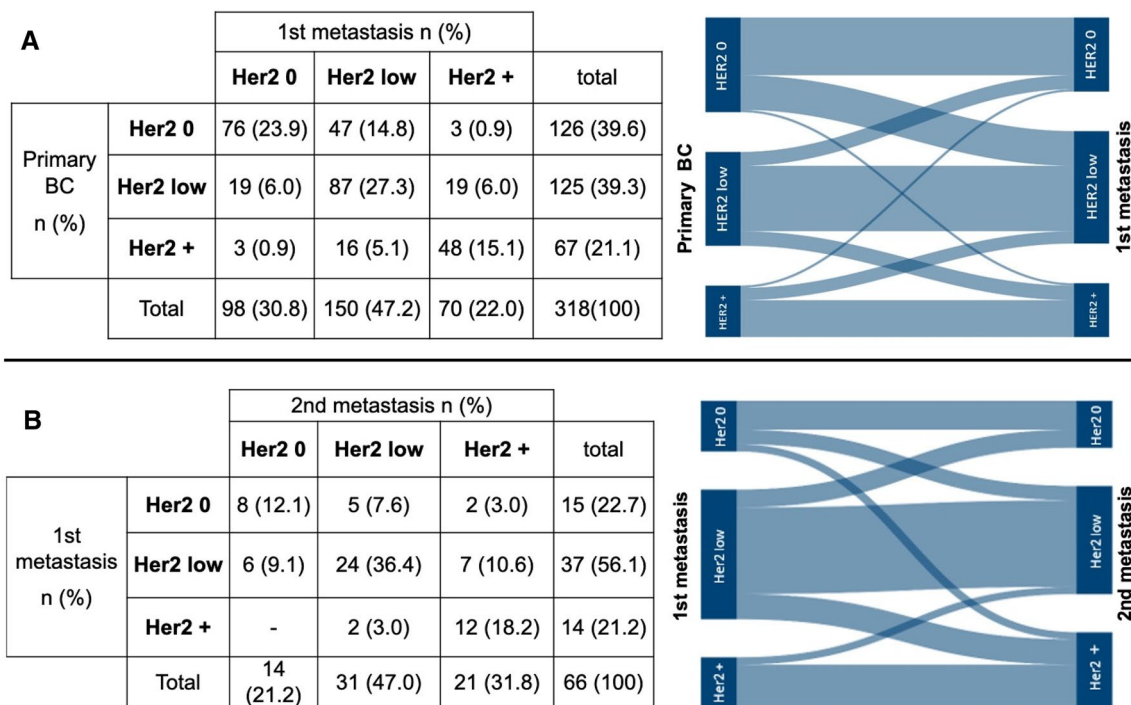 A
1st metastasis n (%)
Her2 0 Her2 low Her2 + total
Primary
BC
n (%)
Her2 0 76 (23.9) 47 (14.8) 3 (0.9) 126 (39.6)
Her2 low 19 (6.0) 87 (27.3) 19 (6.0) 125 (39.3)
Her2 + 3 (0.9) 16 (5.1) 48 (15.1) 67 (21.1)
Total 98 (30.8) 150 (47.2) 70 (22.0) 318(100)
Primary BC
HER2 0
HER2 low
HER2 +
HER2 0
HER2 low
HER2 +
1st metastasis
B
2nd metastasis n (%)
Her2 0 Her2 low Her2 + total
1st
metastasis
n (%)
Her2 0 8 (12.1) 5 (7.6) 2 (3.0) 15 (22.7)
Her2 low 6 (9.1) 24 (36.4) 7 (10.6) 37 (56.1)
Her2 + - 2 (3.0) 12 (18.2) 14 (21.2)
Total 14 (21.2) 31 (47.0) 21 (31.8) 66 (100)
1st metastasis
Her2 0
Her2 low
Her2 +
Her2 0
Her2 low
Her2 +
2nd metastasis